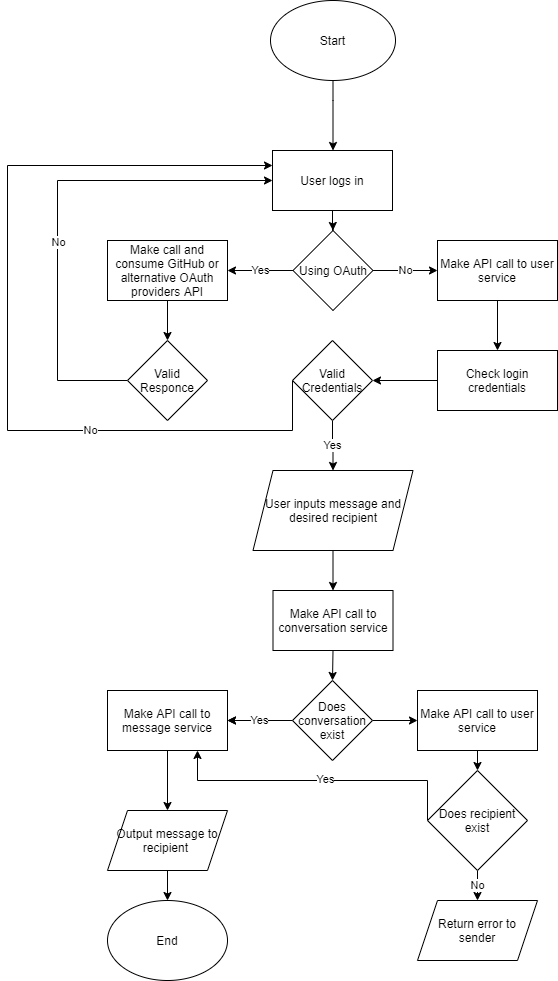 Start
User logs in
Using OAuth
Yes
No
Make call and
consume GitHub or
alternative OAuth
providers API
Make API call to user
service
No
Valid
Responce
Valid
Credentials
Check login
credentials
No
Yes
User inputs message and
desired recipient
Make API call to
conversation service
Does
conversation
exist
Yes
Make API call to
message service
Make API call to user
service
Yes
Does recipient
exist
Output message to
recipient
No
End
Return error to
sender